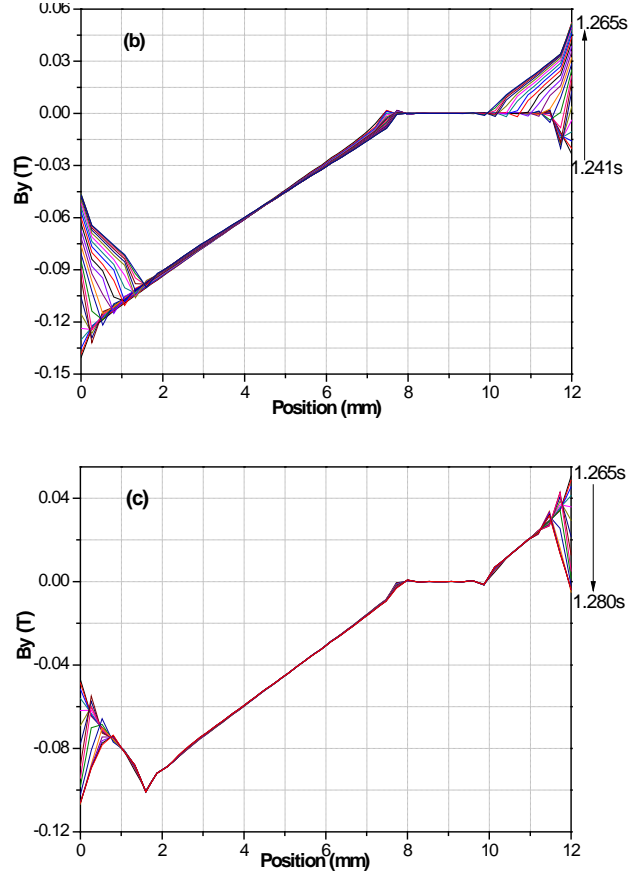 0.06
(b)
1.265s
0.03
0.00
-0.03
1.241s
-0.06
-0.09
-0.12
-0.15
By (T)
0 2 4 6 8 10 12
Position (mm)
(c)
1.265s
0.04
0.00
1.280s
-0.04
-0.08
-0.12
By (T)
0 2 4 6 8 10 12
Position (mm)